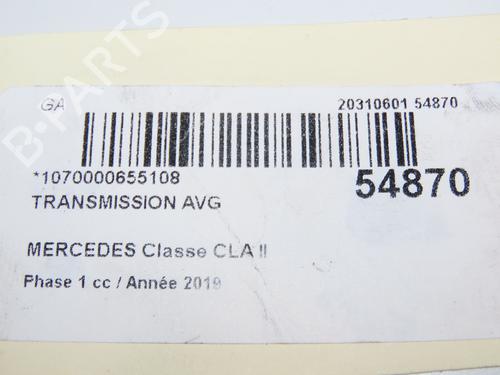 GA
20310601 54870
*1070000655108
54870
TRANSMISSION AVG
MERCEDES Classe CLA II
Phase 1 cc / Année 2019
B-PARTS